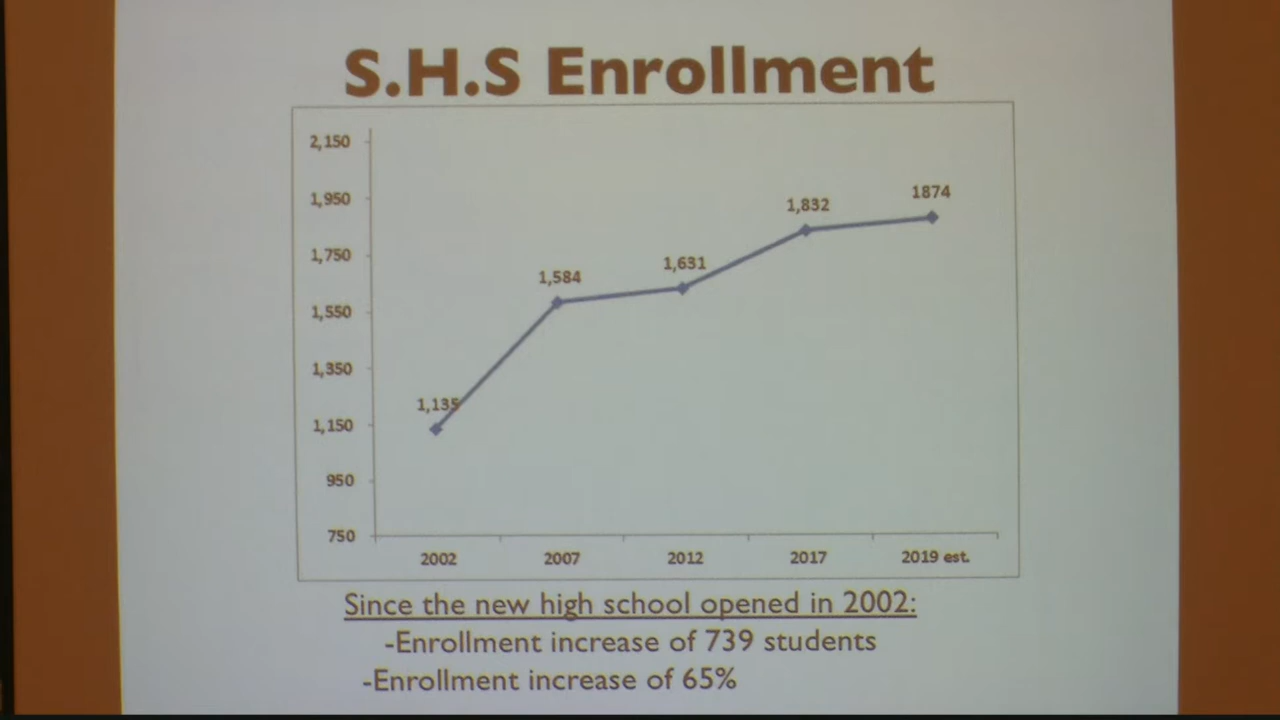 S.H.S Enrollment
2,150
1,950
1,750
1,550
1,350
1,150
950
750
1,135
1,584
1,631
1,832
1874
2002 2007 2012 2017 2019 est.
Since the new high school opened in 2002:
-Enrollment increase of 739 students
-Enrollment increase of 65%